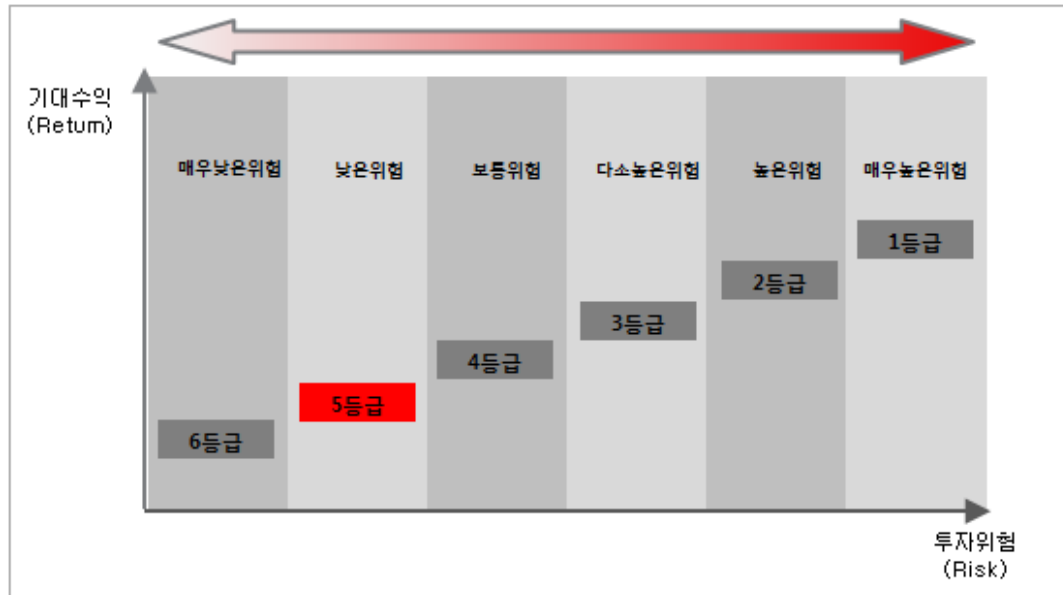 기대수익
(Retum)
매우낮은위험
낮은위험
보통위험
다소높은위험
높은위험
매우높은위험
1등급
2등급
3등급
4등급
5등급
6등급
투자위험
(Risk)